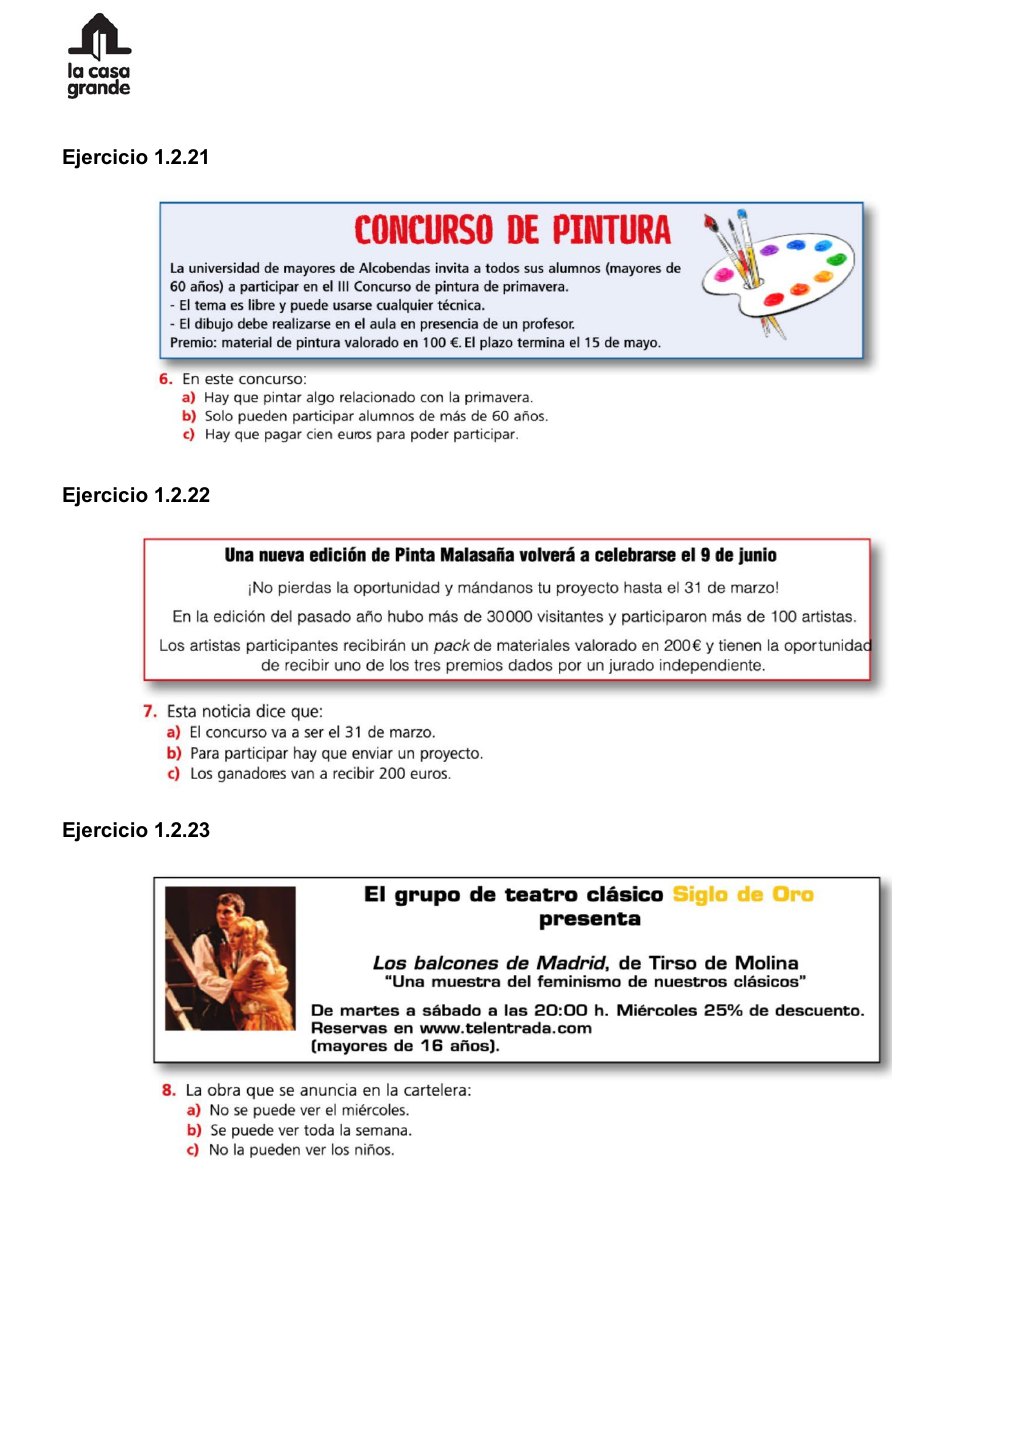 la casa
grande
Ejercicio 1.2.21
CONCURSO DE PINTURA
La universidad de mayores de Alcobendas invita a todos sus alumnos (mayores de
60 años) a participar en el III Concurso de pintura de primavera.
- El tema es libre y puede usarse cualquier técnica.
- El dibujo debe realizarse en el aula en presencia de un profesor.
Premio: material de pintura valorado en 100 €. El plazo termina el 15 de mayo.
6. En este concurso:
a) Hay que pintar algo relacionado con la primavera.
b) Solo pueden participar alumnos de más de 60 años.
c) Hay que pagar cien euros para poder participar.
Ejercicio 1.2.22
Una nueva edición de Pinta Malasaña volverá a celebrarse el 9 de junio
¡No pierdas la oportunidad y mándanos tu proyecto hasta el 31 de marzo!
En la edición del pasado año hubo más de 30 000 visitantes y participaron más de 100 artistas.
Los artistas participantes recibirán un pack de materiales valorado en 200 € y tienen la oportunidad
de recibir uno de los tres premios dados por un jurado independiente.
7. Esta noticia dice que:
a) El concurso va a ser el 31 de marzo.
b) Para participar hay que enviar un proyecto.
c) Los ganadores van a recibir 200 euros.
Ejercicio 1.2.23
El grupo de teatro clásico Siglo de Oro
presenta
Los balcones de Madrid, de Tirso de Molina
"Una muestra del feminismo de nuestros clásicos"
De martes a sábado a las 20:00 h. Miércoles 25% de descuento.
Reservas en www.telentrada.com
(mayores de 16 años).
8. La obra que se anuncia en la cartelera:
a) No se puede ver el miércoles.
b) Se puede ver toda la semana.
c) No la pueden ver los niños.